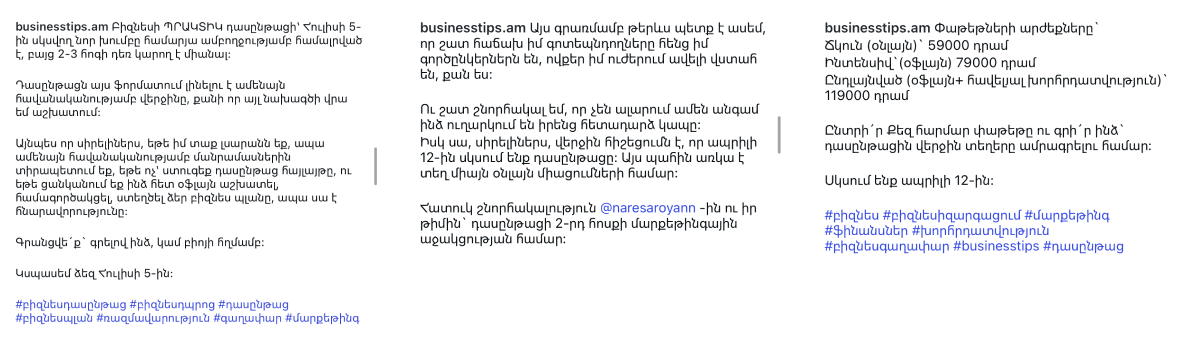 businesstips.am Բիզնեսի ՊՐԱԿՏԻԿ դասընթացի՝ Հուլիսի 5-
ին սկսվող նոր խումբը համարյա ամբողջությամբ համալրված
է, բայց 2-3 հոգի դեռ կարող է միանալ:
Դասընթացն այս ֆորմատում լինելու է ամենայն
հավանականությամբ վերջինը, քանի որ այլ նախագծի վրա
եմ աշխատում:
Այնպես որ սիրելիներս, եթե իմ տաք լսարանն եք, ապա
ամենայն հավանականությամբ մանրամասներին
տիրապետում եք, եթե ոչ՝ ստուգեք դասընթաց հայլայթը, ու
եթե ցանկանում եք ինձ հետ օֆլայն աշխատել,
համագործակցել, ստեղծել ձեր բիզնես պլանը, ապա սա է
հնարավորությունը:
Գրանցվե՛ք՝ գրելով ինձ, կամ բիոյի հղմամբ:
Կսպասեմ ձեզ Հուլիսի 5-ին:
#բիզնեսդասընթաց #բիզնեսդպրոց #դասընթաց
#բիզնեսպլան #ռազմավարություն #գաղափար #մարքեթինգ
businesstips.am Այս գրառմամբ թերևս պետք է ասեմ,
որ շատ հաճախ իմ գոտեպնդողները հենց իմ
գործընկերներն են, ովքեր իմ ուժերում ավելի վստահ
են, քան ես:
Ու շատ շնորհակալ եմ, որ չեն ալարում ամեն անգամ
ինձ ուղարկում են իրենց հետադարձ կապը:
Իսկ սա, սիրելիներս, վերջին հիշեցումն է, որ ապրիլի
12-ին սկսում ենք դասընթացը: Այս պահին առկա է
տեղ միայն օնլայն միացումների համար:
Հատուկ շնորհակալություն @naresaroyann -ին ու իր
թիմին՝ դասընթացի 2-րդ հոսքի մարքեթինգային
աջակցության համար:
businesstips.am Փաթեթների արժեքները՝
Ճկուն (օնլայն)՝ 59000 դրամ
Ինտենսիվ՝(օֆլայն) 79000 դրամ
Ընդլայնված (օֆլայն+ հավելյալ խորհրդատվություն)՝
119000 դրամ
Ընտրի՛ր Քեզ հարմար փաթեթը ու գրի՛ր ինձ՝
դասընթացին վերջին տեղերը ամրագրելու համար:
Սկսում ենք ապրիլի 12-ին:
#բիզնես #բիզնեսիզարգացում #մարքեթինգ
#ֆինանսներ #խորհրդատվություն
#բիզնեսգաղափար #businesstips #դասընթաց